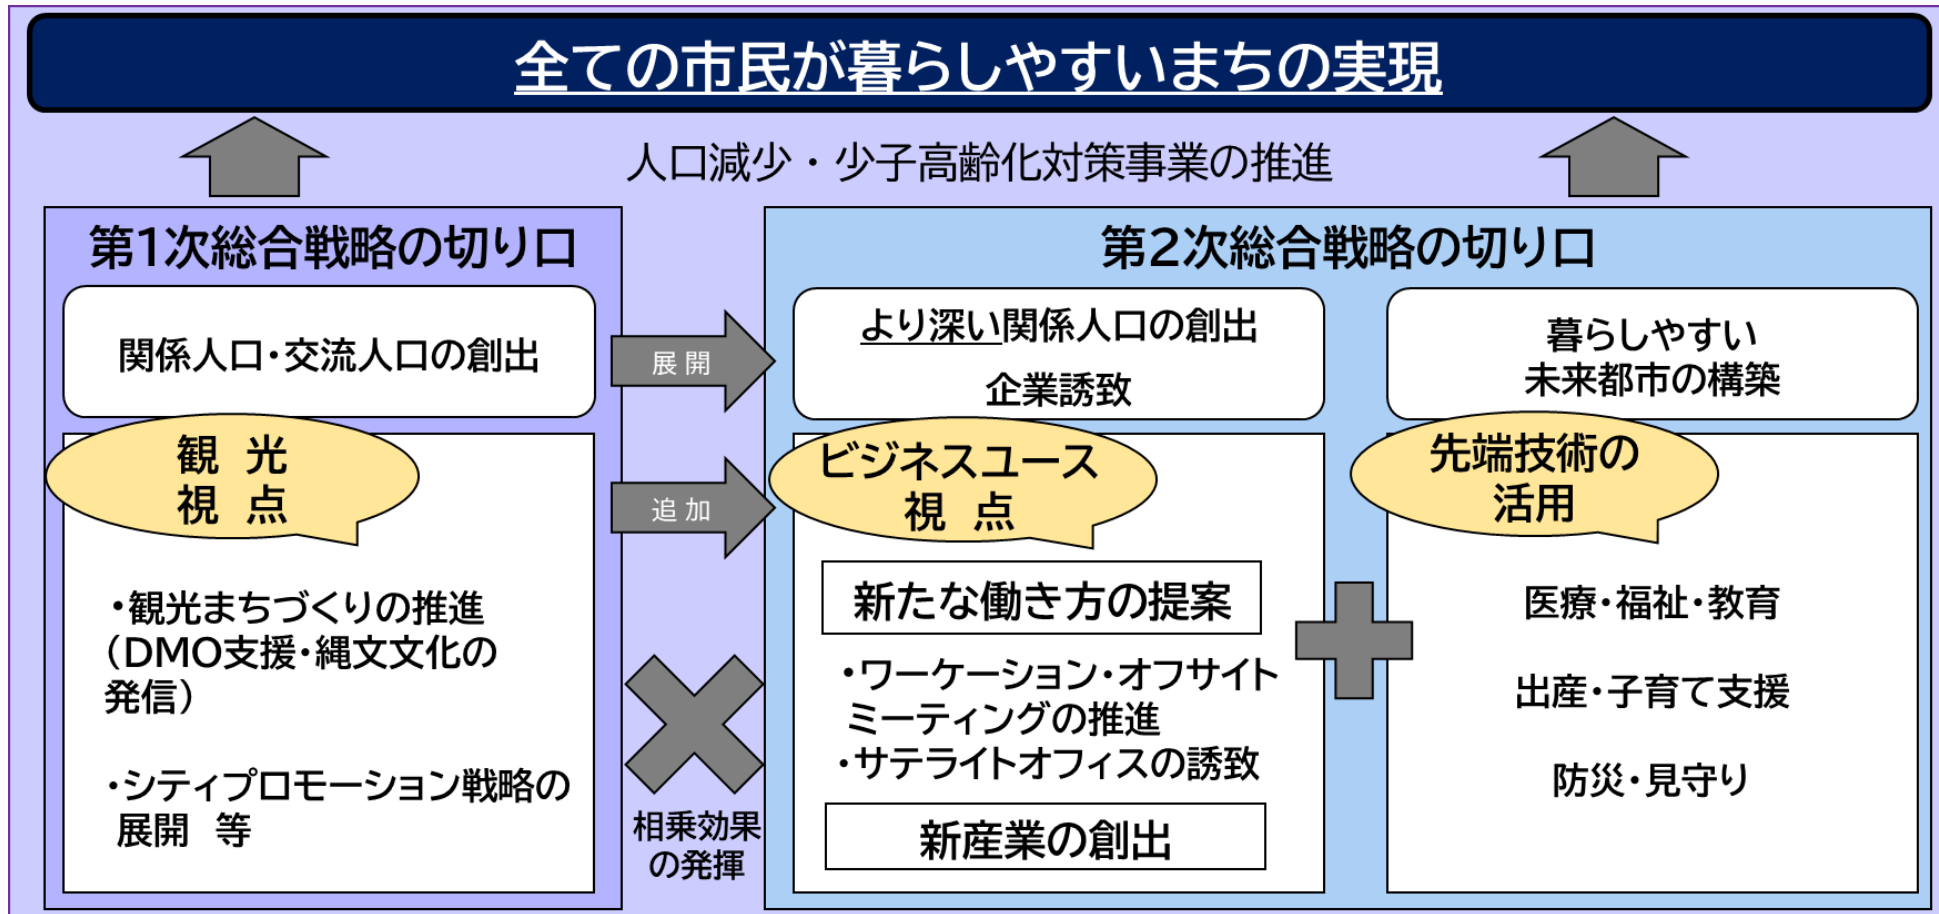 全ての市民が暮らしやすいまちの実現
人口減少・少子高齢化対策事業の推進
第1次総合戦略の切り口
関係人口・交流人口の創出
観 光
視 点
・観光まちづくりの推進
（DMO支援・縄文文化の
発信）
・シティプロモーション戦略の
展開 等
展 開
追 加
相乗効果
の発揮
第2次総合戦略の切り口
より深い関係人口の創出
企業誘致
ビジネスユース
視 点
新たな働き方の提案
・ワーケーション・オフサイト
ミーティングの推進
・サテライトオフィスの誘致
新産業の創出
暮らしやすい
未来都市の構築
先端技術の
活用
医療・福祉・教育
出産・子育て支援
防災・見守り